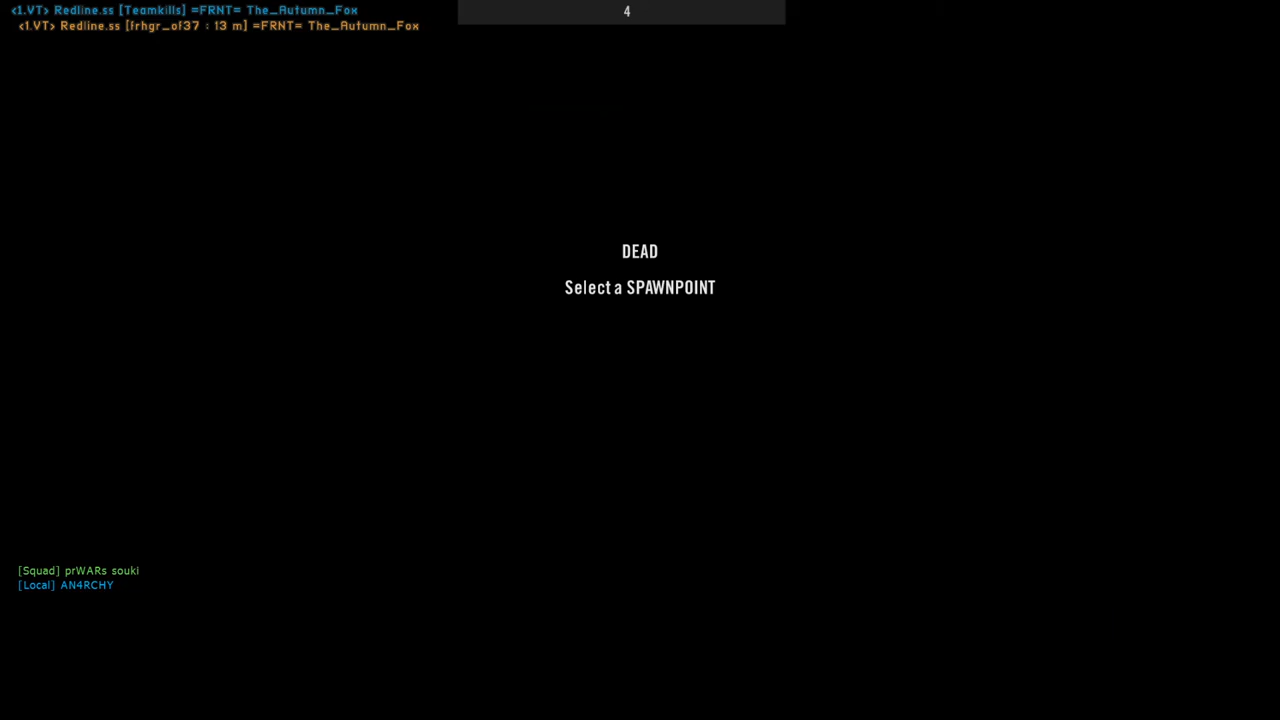 <1.VT> Redline.ss [Teamkills] =FRNT= The_Autumn_Fox
<1.VT> Redline.ss [frhgr_of37 : 13 m] =FRNT= The_Autumn_Fox
4
DEAD
Select a SPAWNPOINT
[Squad] prWARs souki
[Local] AN4RCHY